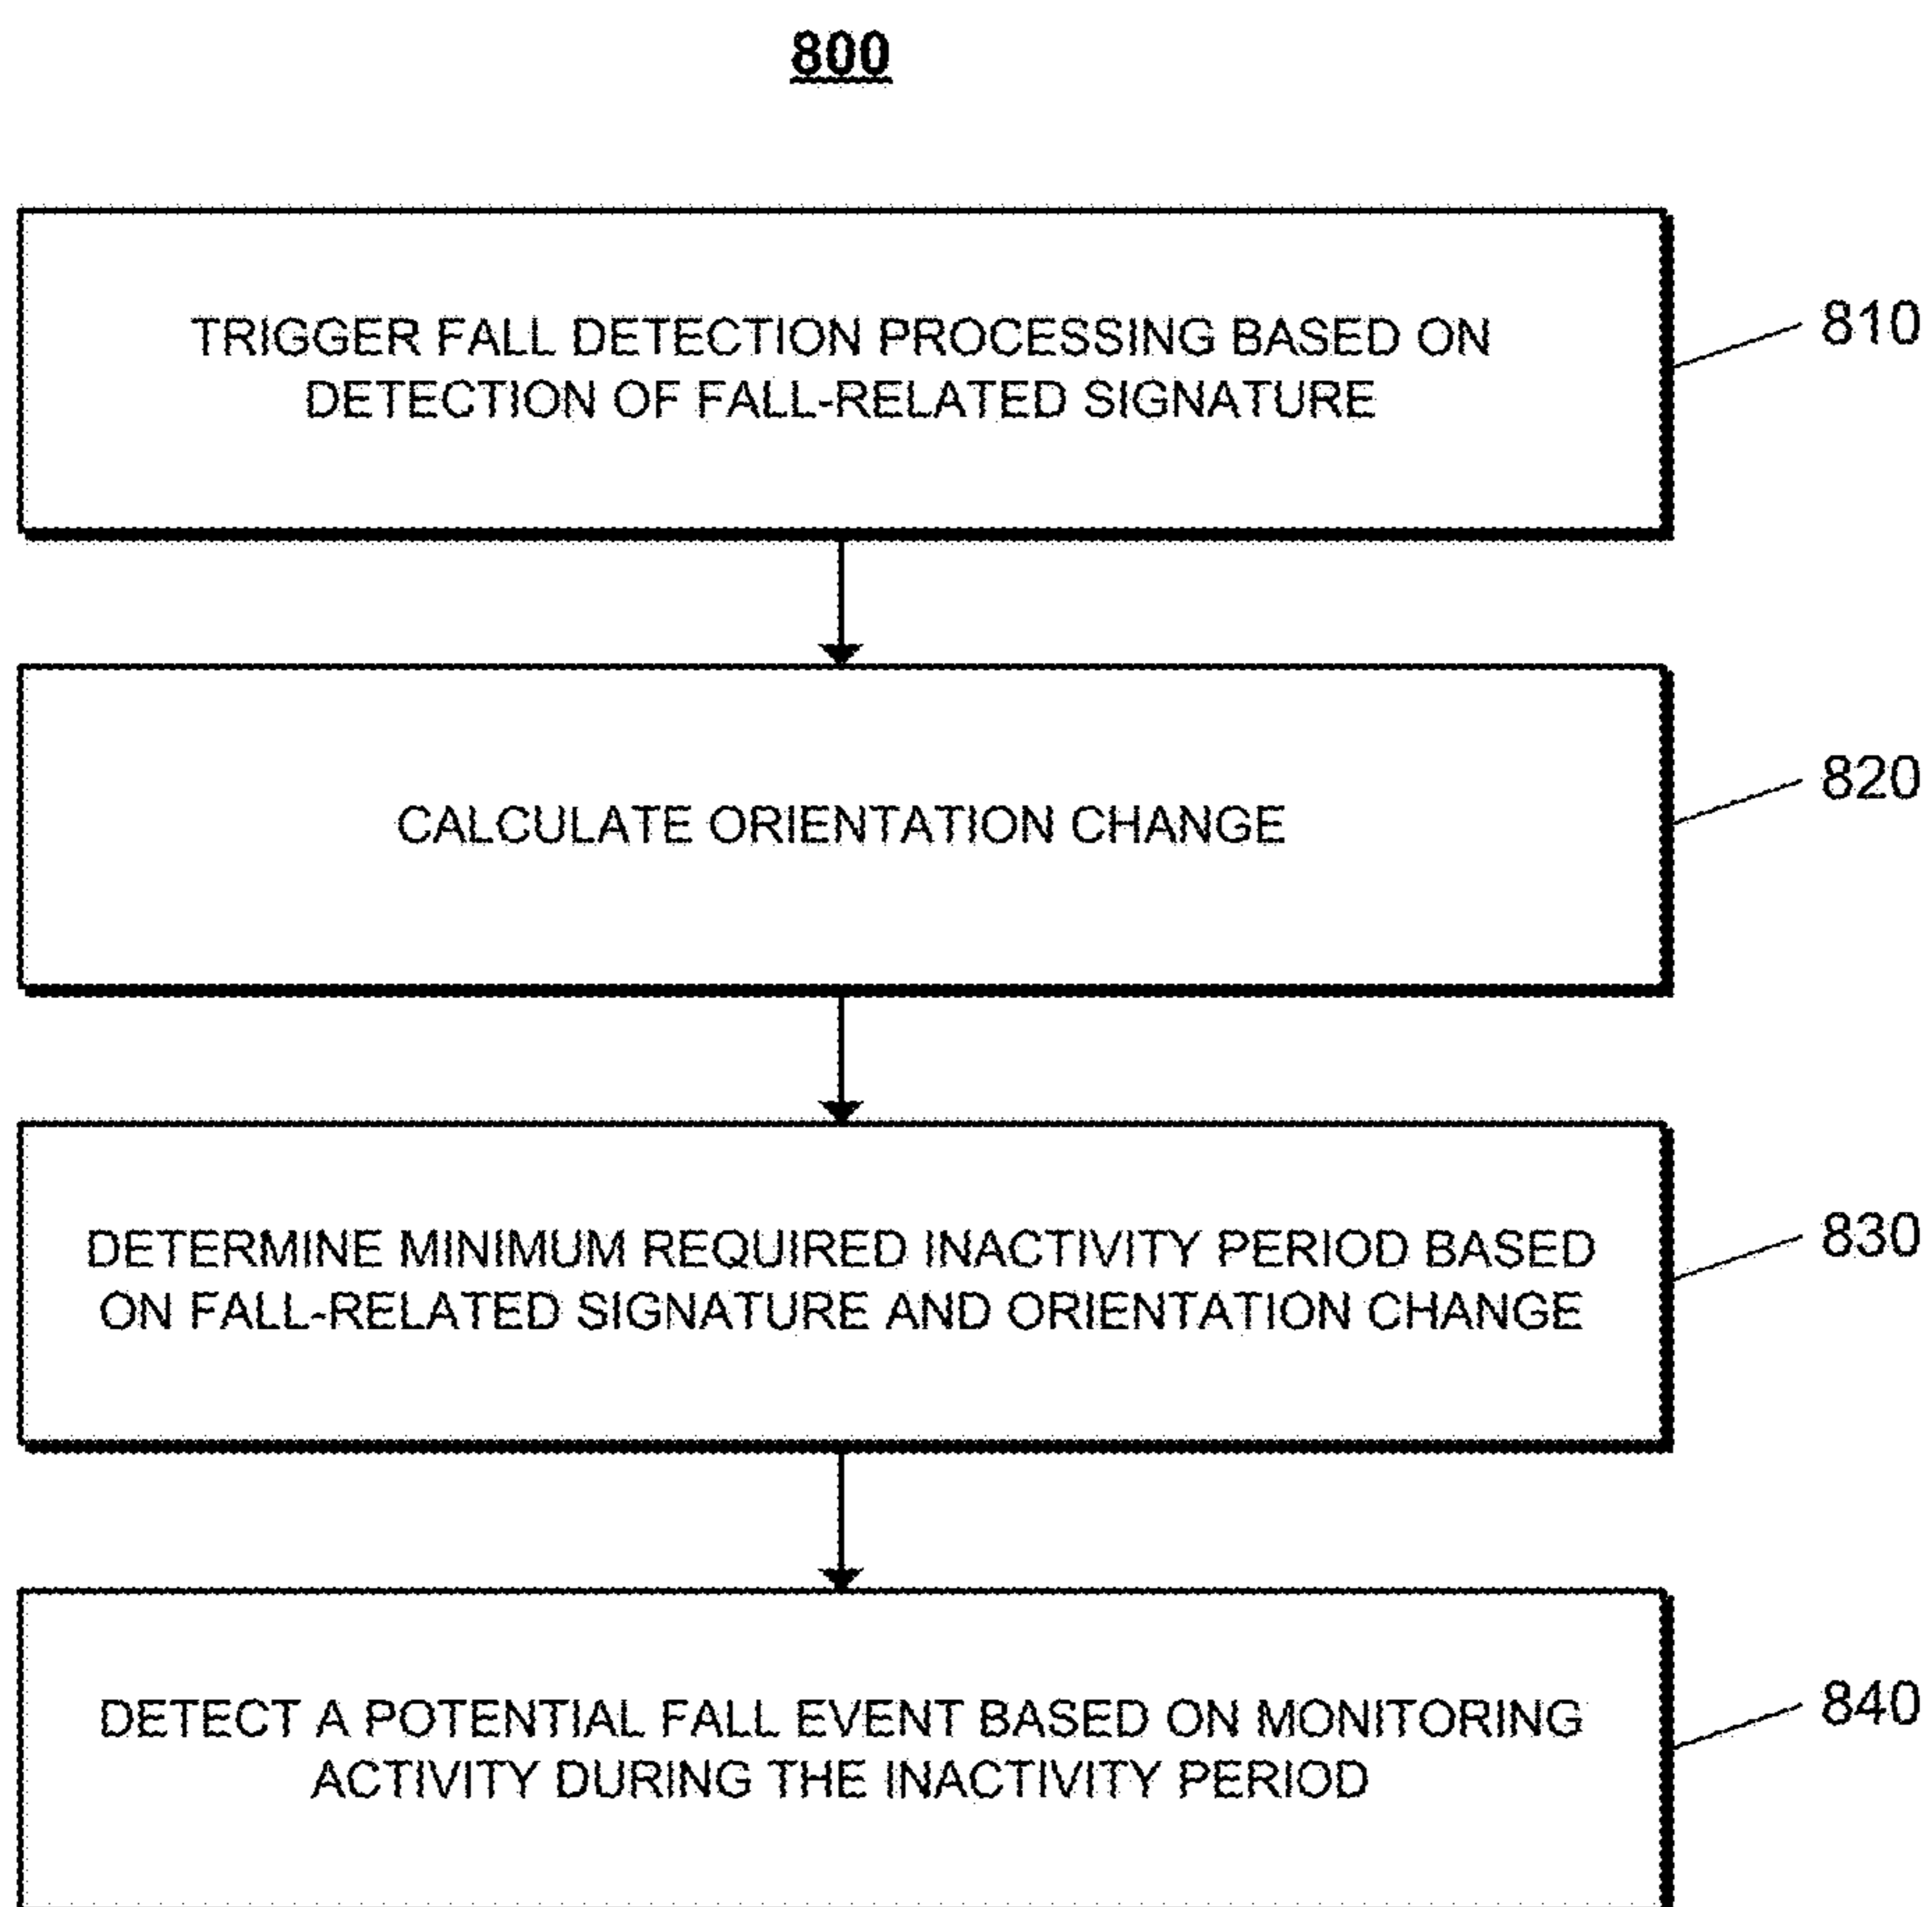 800
TRIGGER FALL DETECTION PROCESSING BASED ON
DETECTION OF FALL-RELATED SIGNATURE
810
CALCULATE ORIENTATION CHANGE
820
DETERMINE MINIMUM REQUIRED INACTIVITY PERIOD BASED
ON FALL-RELATED SIGNATURE AND ORIENTATION CHANGE
830
DETECT A POTENTIAL FALL EVENT BASED ON MONITORING
ACTIVITY DURING THE INACTIVITY PERIOD
840